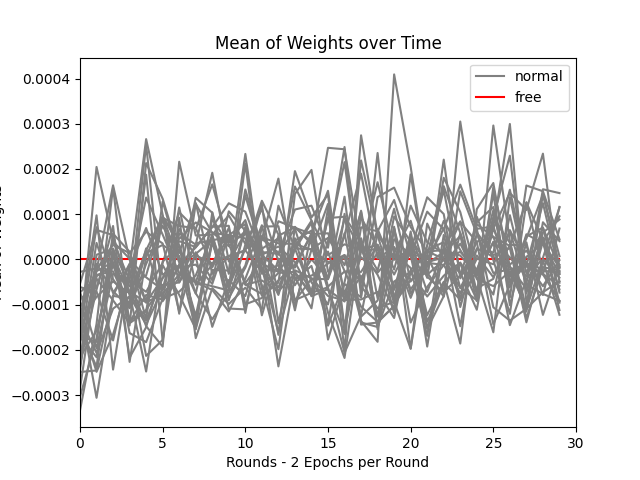 Mean of Weights over Time
normal
free
0.0004
0.0003
0.0002
0.0001
0.0000
−0.0001
−0.0002
−0.0003
0 5 10 15 20 25 30
Rounds - 2 Epochs per Round